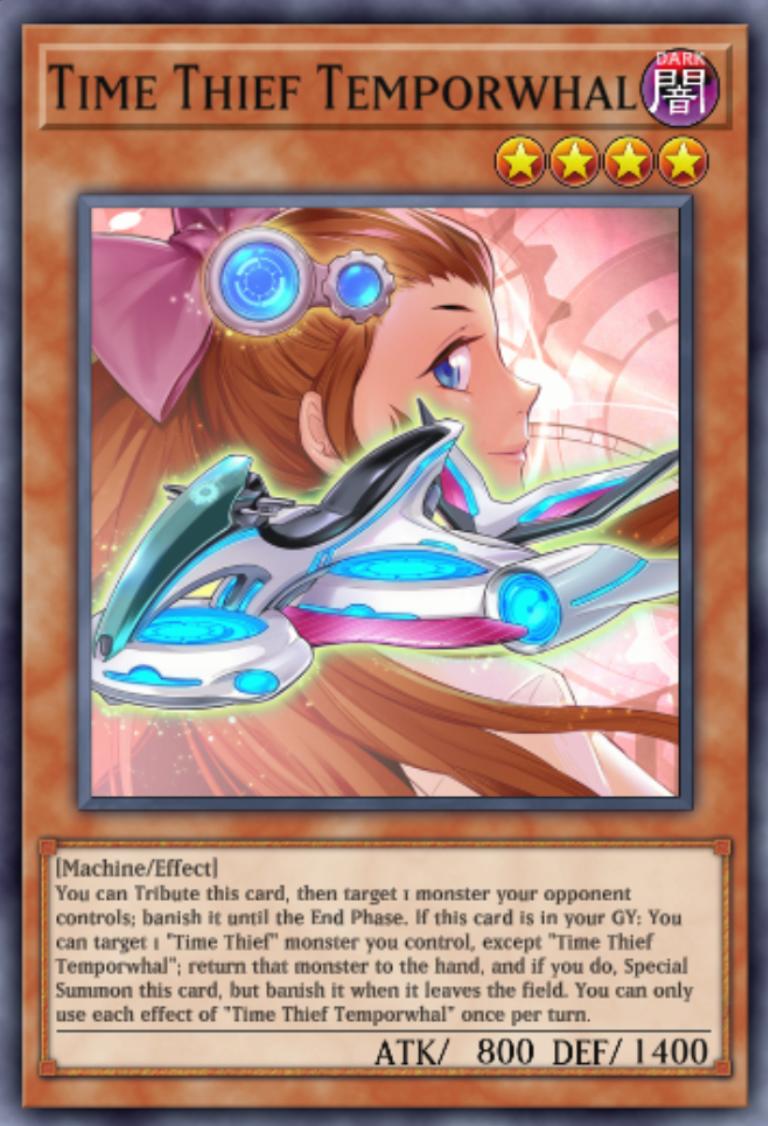 TIME THIEF TEMPORWHAL
DARK
闇
[Machine/Effect]
You can Tribute this card, then target 1 monster your opponent
controls; banish it until the End Phase. If this card is in your GY: You
can target 1 "Time Thief" monster you control, except "Time Thief
Temporwhal"; return that monster to the hand, and if you do, Special
Summon this card, but banish it when it leaves the field. You can only
use each effect of "Time Thief Temporwhal" once per turn.
ATK/ 800 DEF/ 1400